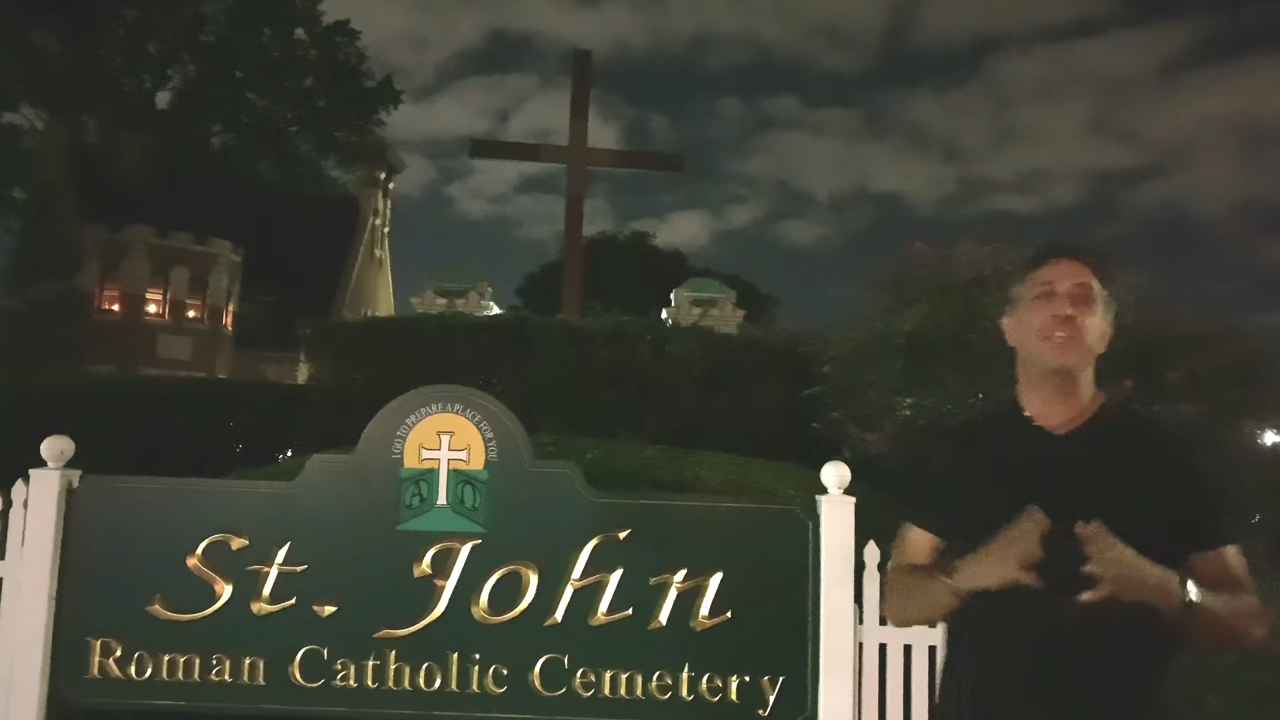 I GO TO PREPARE A PLACE FOR YOU
Α Ω
St. John
Roman Catholic Cemetery